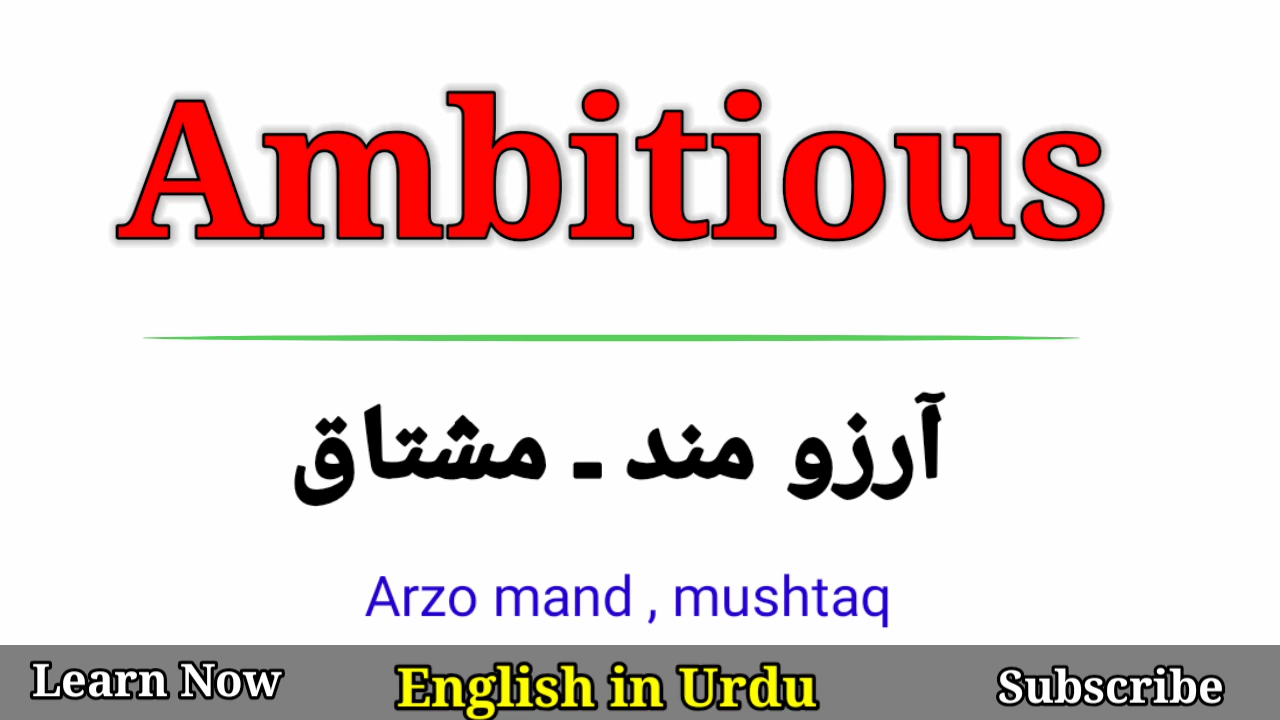 Ambitious
آرزو مند ـ مشتاق
Arzo mand , mushtaq
Learn Now English in Urdu Subscribe